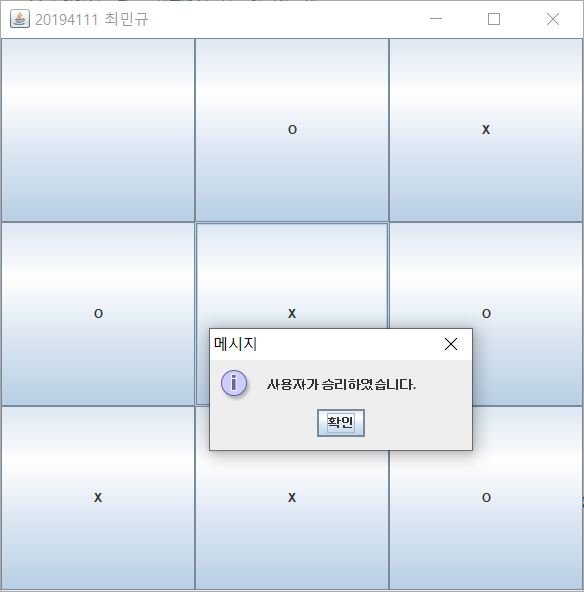 20194111 최민규
O X
O X O
메시지
사용자가 승리하였습니다.
확인
X X O